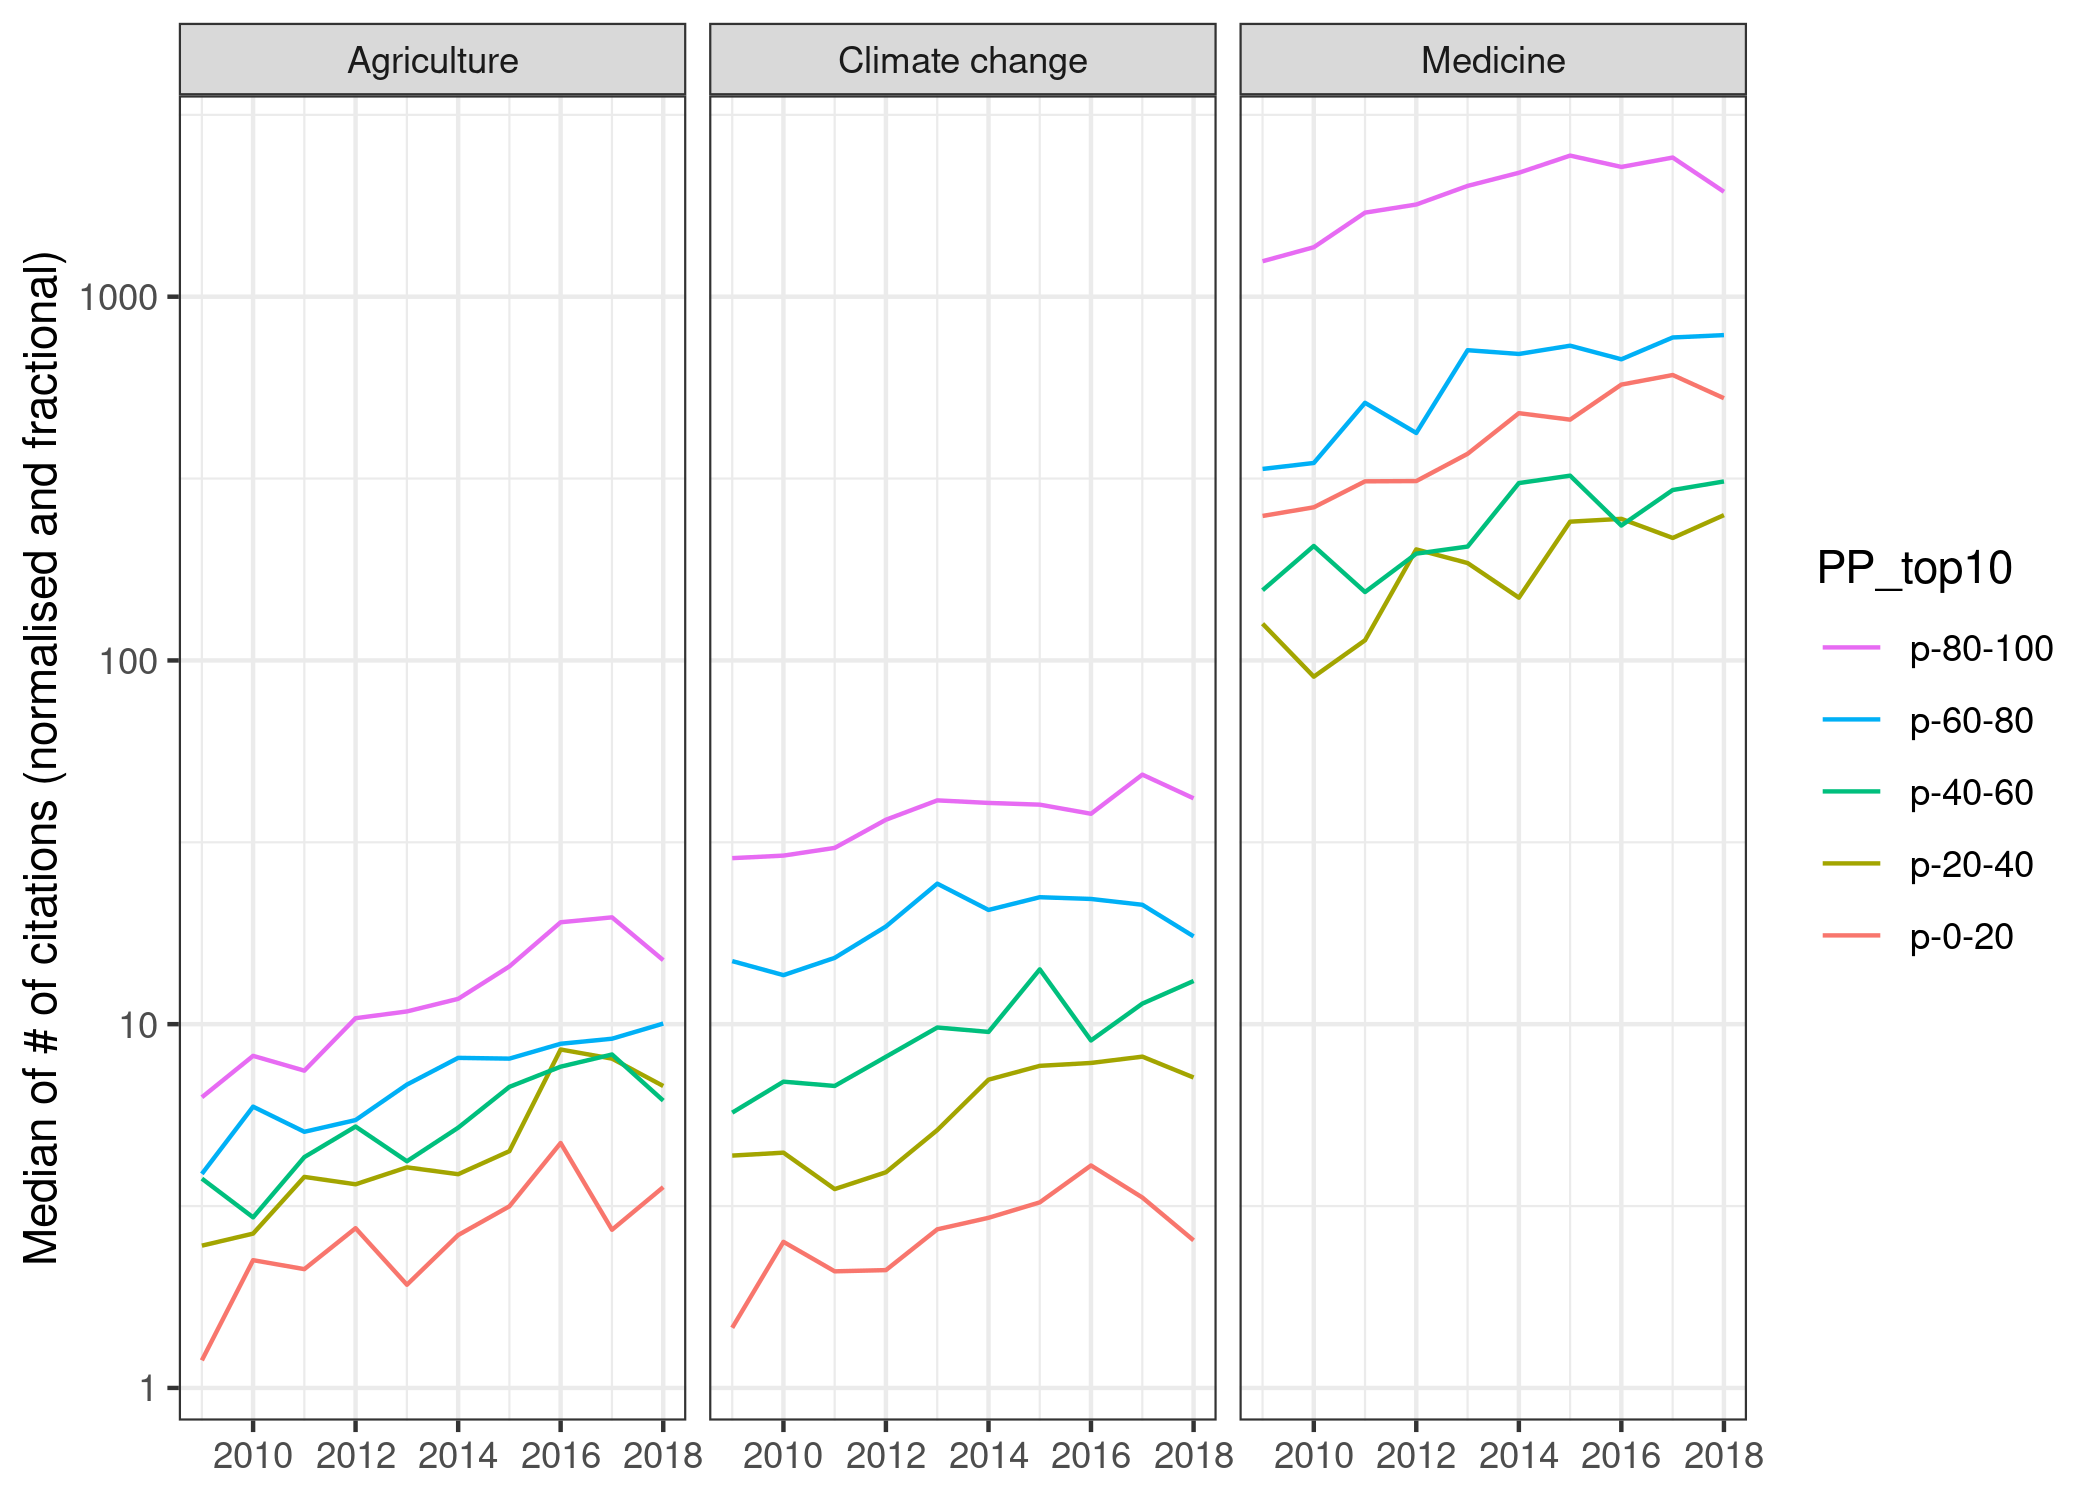 Agriculture
Climate change
Medicine
Median of # of citations (normalised and fractional)
1000
100
10
1
2010 2012 2014 2016 2018
2010 2012 2014 2016 2018
2010 2012 2014 2016 2018
PP_top10
p-80-100
p-60-80
p-40-60
p-20-40
p-0-20